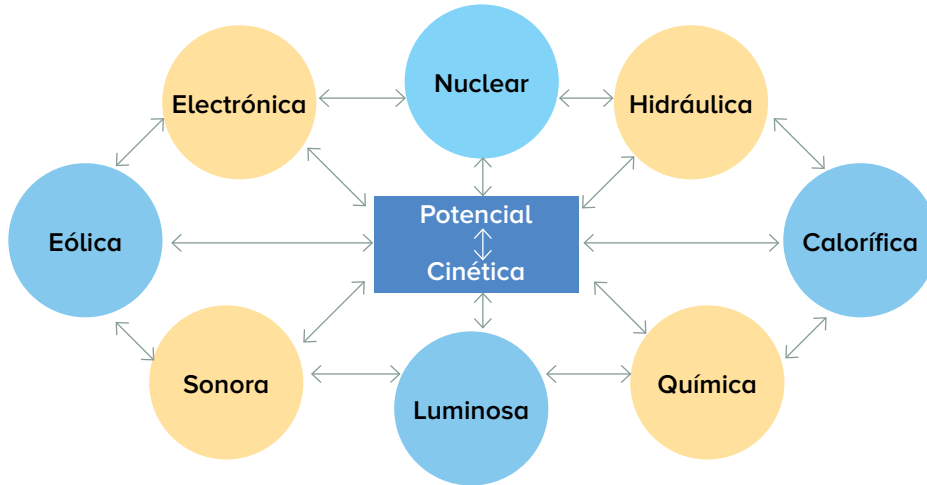 Nuclear
Electrónica
Hidráulica
Potencial
Eólica
Calorífica
Cinética
Sonora
Química
Luminosa